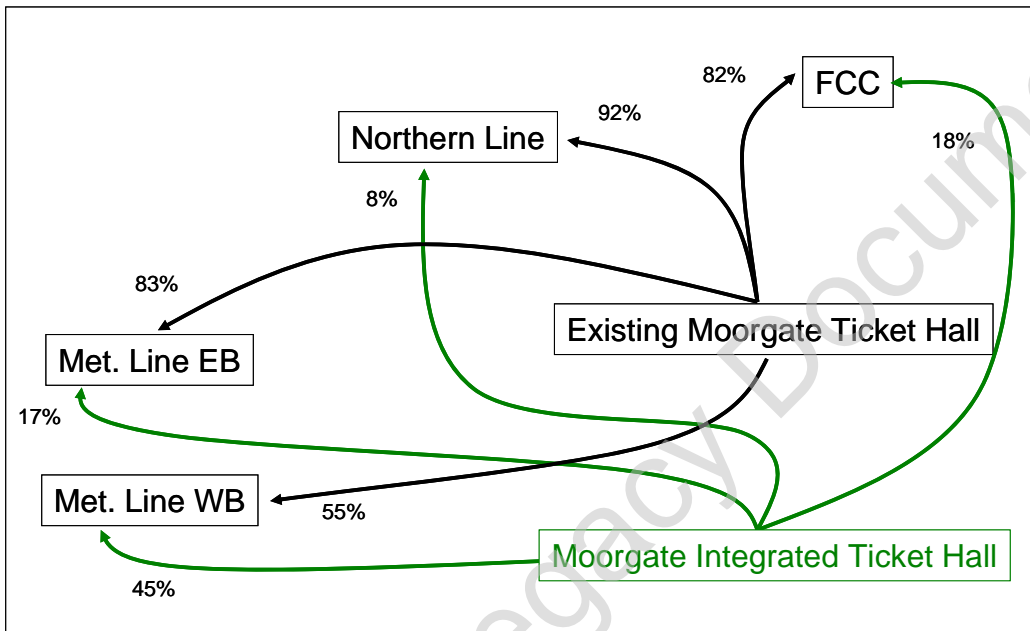 82%
FCC
92%
Northern Line
18%
8%
83%
Existing Moorgate Ticket Hall
Met. Line EB
17%
Met. Line WB
55%
Moorgate Integrated Ticket Hall
45%